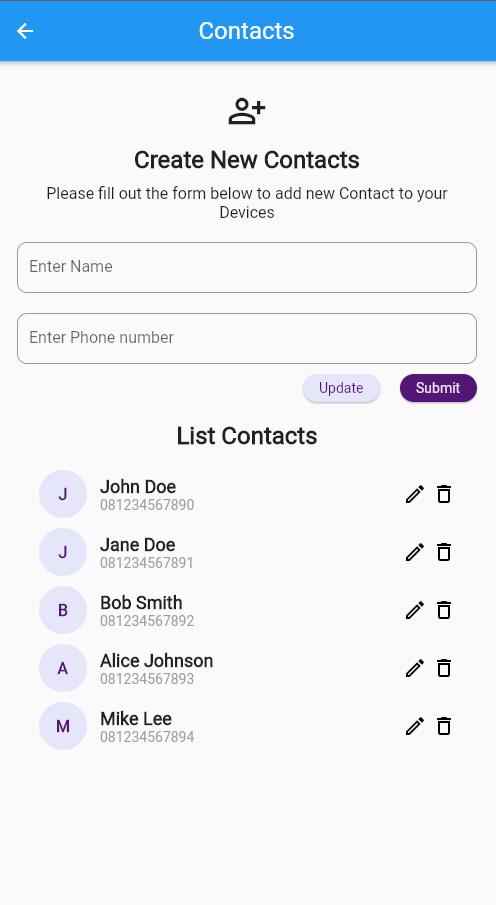 Contacts
Create New Contacts
Please fill out the form below to add new Contact to your
Devices
Enter Name
Enter Phone number
Update
Submit
List Contacts
J
John Doe
081234567890
J
Jane Doe
081234567891
B
Bob Smith
081234567892
A
Alice Johnson
081234567893
M
Mike Lee
081234567894